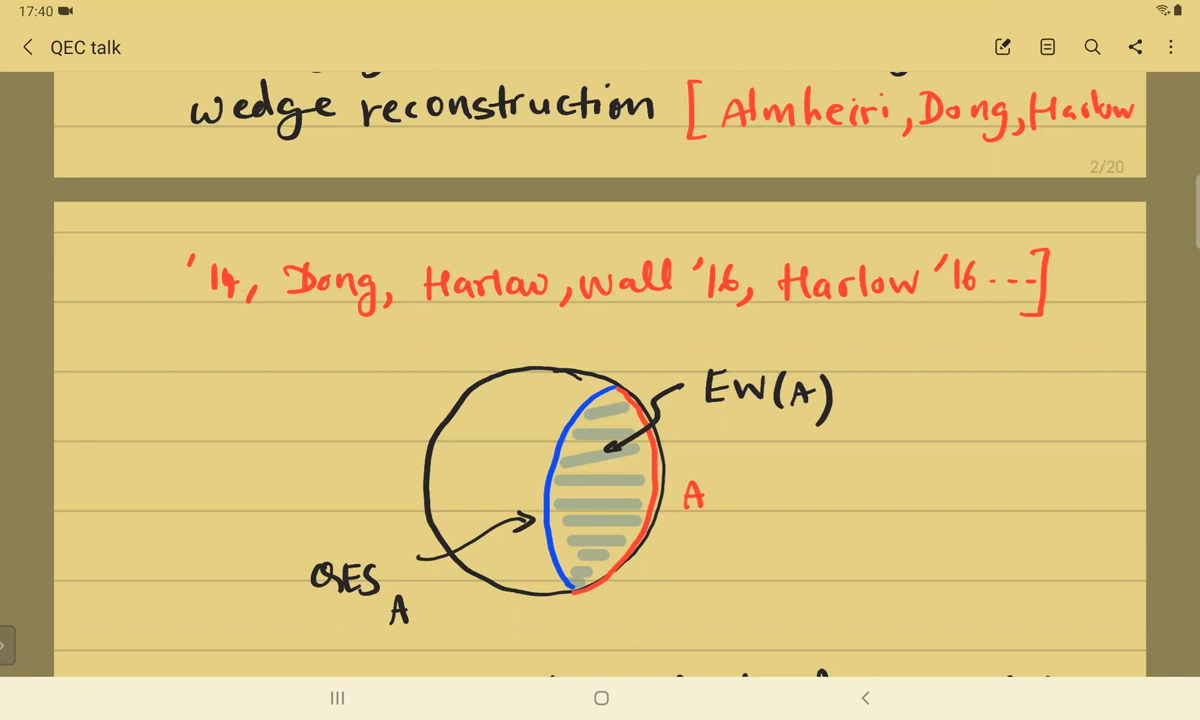 17:40
QEC talk
wedge reconstruction [Almheiri, Dong, Harlow
2/20
'14, Dong, Harlow, Wall '16, Harlow '16 ---]
EW(A)
A
QES
A